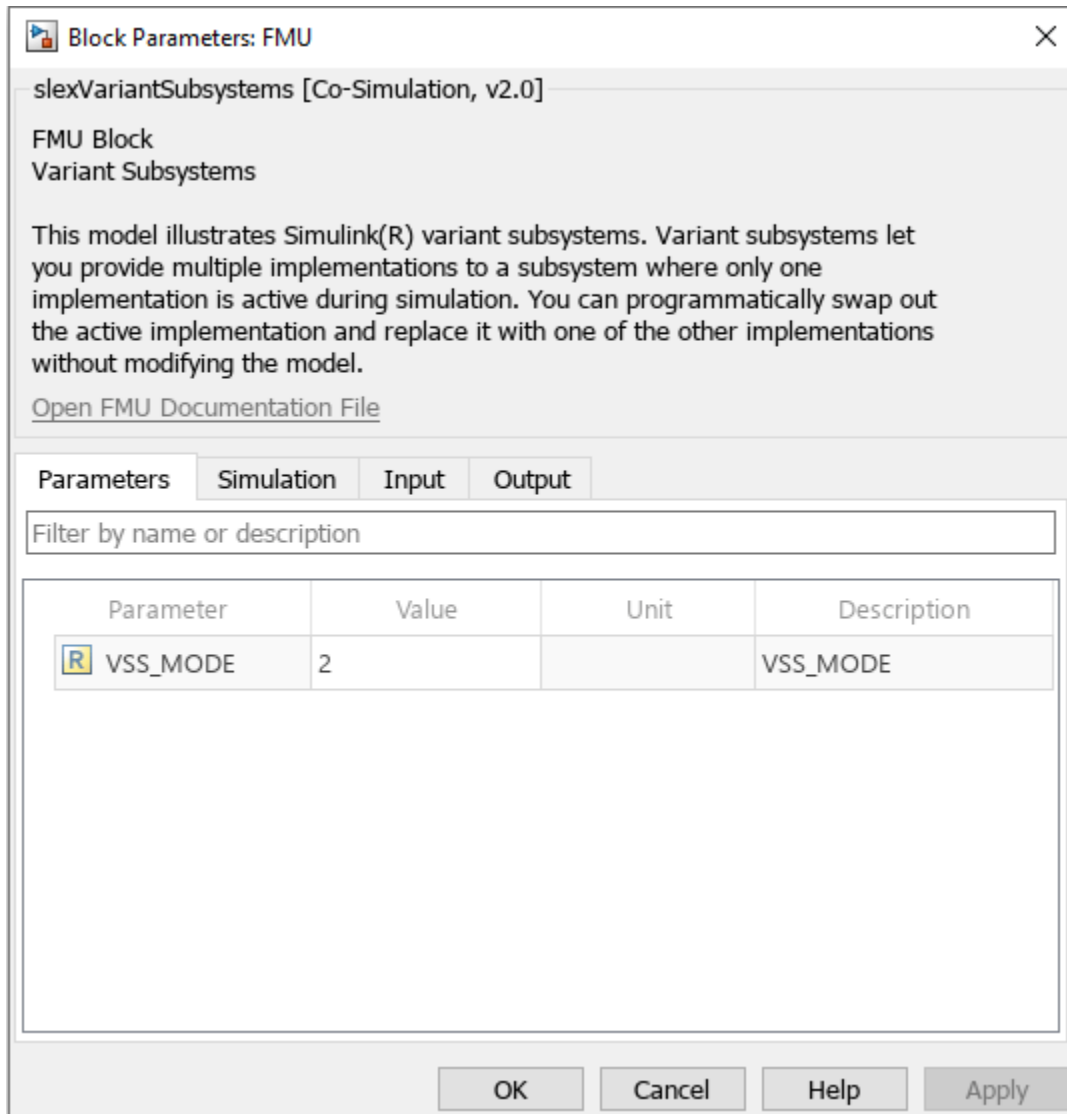 Block Parameters: FMU
slexVariantSubsystems [Co-Simulation, v2.0]
FMU Block
Variant Subsystems
This model illustrates Simulink(R) variant subsystems. Variant subsystems let
you provide multiple implementations to a subsystem where only one
implementation is active during simulation. You can programmatically swap out
the active implementation and replace it with one of the other implementations
without modifying the model.
Open FMU Documentation File
Parameters Simulation Input Output
Filter by name or description
Parameter Value Unit Description
R VSS_MODE 2 VSS_MODE
OK Cancel Help Apply